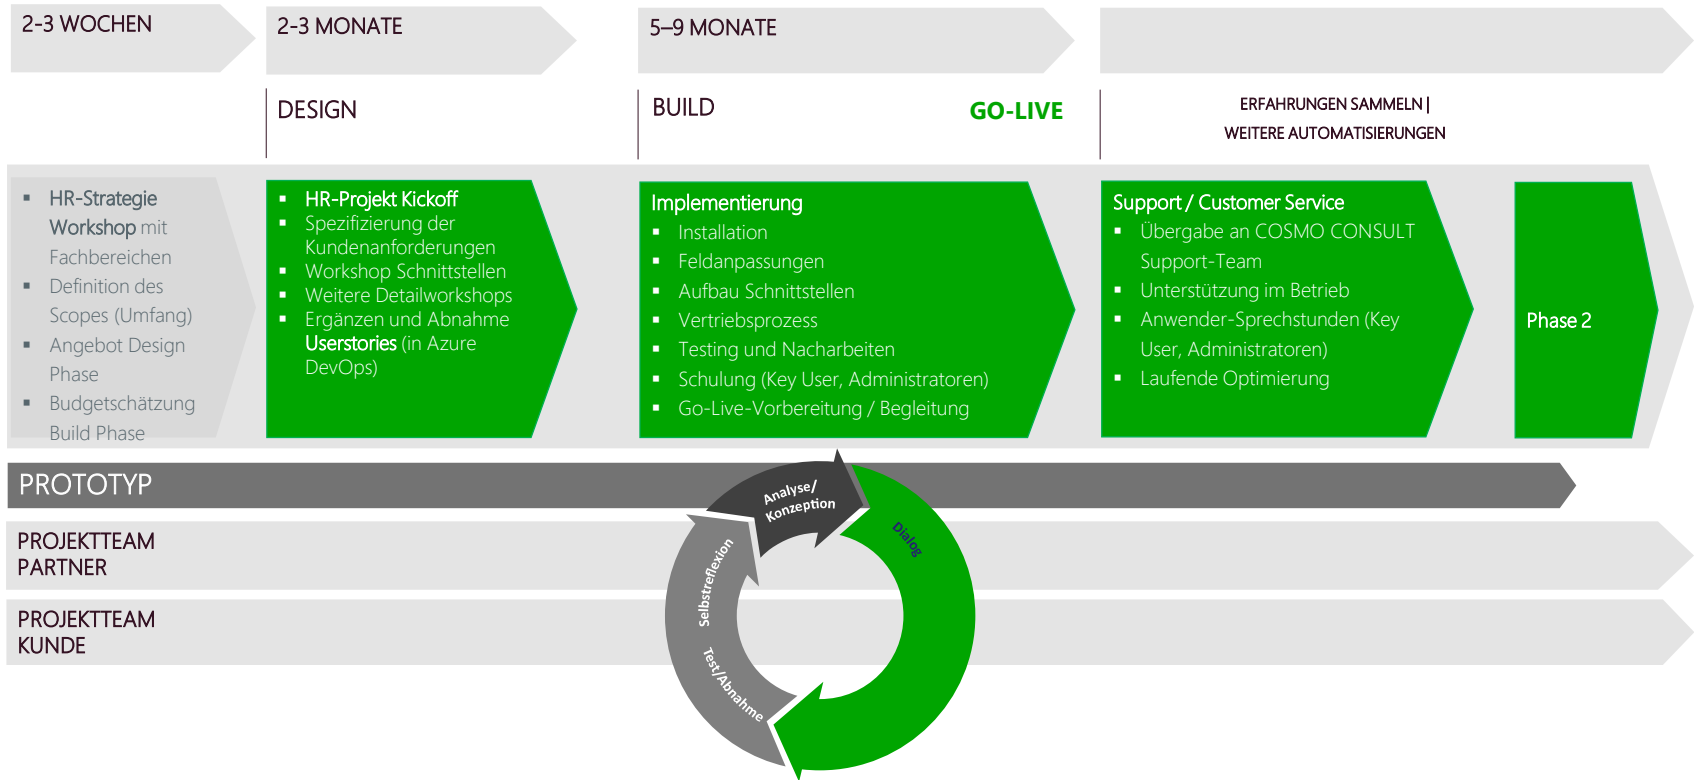 2-3 WOCHEN
2-3 MONATE
5–9 MONATE
DESIGN
BUILD
GO-LIVE
ERFAHRUNGEN SAMMELN |
WEITERE AUTOMATISIERUNGEN
▪ HR-Strategie
Workshop mit
Fachbereichen
▪ Definition des
Scopes (Umfang)
▪ Angebot Design
Phase
▪ Budgetschätzung
Build Phase
▪ HR-Projekt Kickoff
▪ Spezifizierung der
Kundenanforderungen
▪ Workshop Schnittstellen
▪ Weitere Detailworkshops
▪ Ergänzen und Abnahme
Userstories (in Azure
DevOps)
Implementierung
▪ Installation
▪ Feldanpassungen
▪ Aufbau Schnittstellen
▪ Vertriebsprozess
▪ Testing und Nacharbeiten
▪ Schulung (Key User, Administratoren)
▪ Go-Live-Vorbereitung / Begleitung
Support / Customer Service
▪ Übergabe an COSMO CONSULT
Support-Team
▪ Unterstützung im Betrieb
▪ Anwender-Sprechstunden (Key
User, Administratoren)
▪ Laufende Optimierung
Phase 2
PROTOTYP
PROJEKTTEAM
PARTNER
PROJEKTTEAM
KUNDE
Analyse/
Konzeption
Dialog
Selbstreflexion
Test/Abnahme